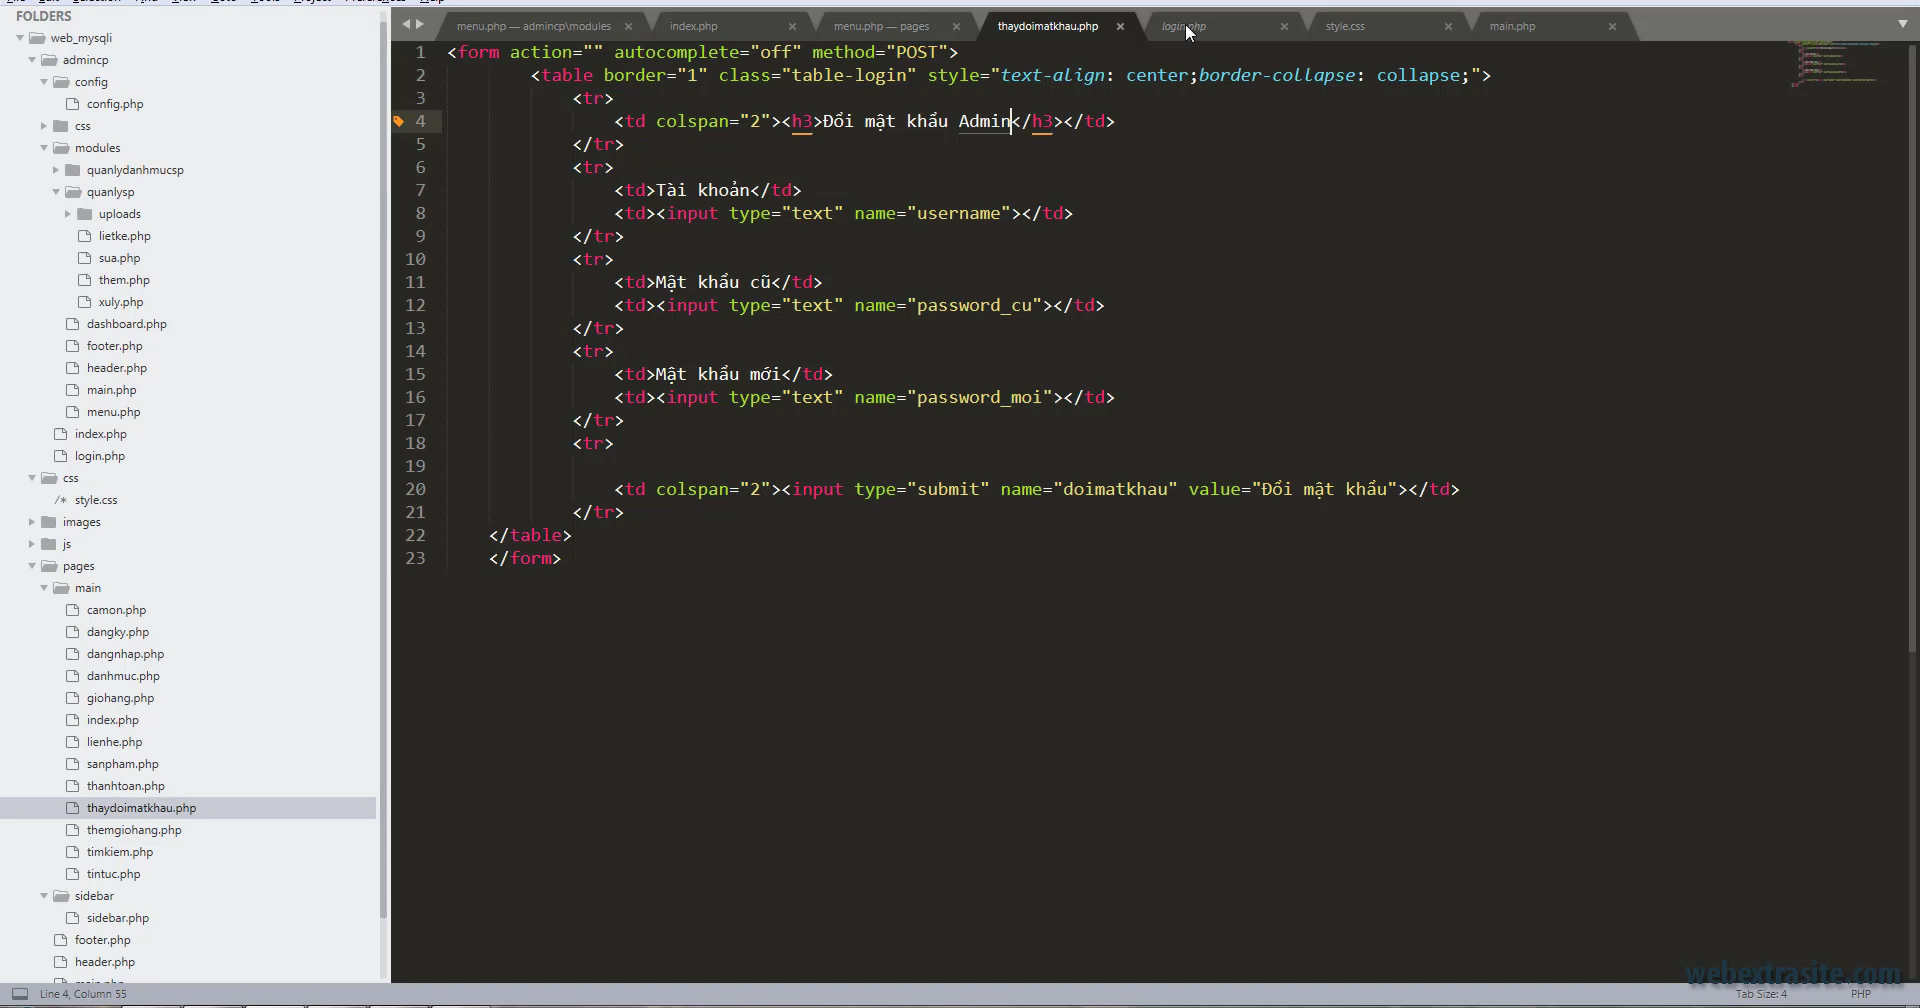 FOLDERS
web_mysqli
admincp
config
config.php
css
modules
quanlydanhmucsp
quanlysp
uploads
lietke.php
sua.php
them.php
xuly.php
dashboard.php
footer.php
header.php
main.php
menu.php
index.php
login.php
css
/* style.css
images
js
pages
main
camon.php
dangky.php
dangnhap.php
danhmuc.php
giohang.php
index.php
lienhe.php
sanpham.php
thanhtoan.php
thaydoimatkhau.php
themgiohang.php
timkiem.php
tintuc.php
sidebar
sidebar.php
footer.php
header.php
menu.php — admincp\modules
index.php
menu.php — pages
thaydoimatkhau.php
login.php
style.css
main.php
1 <form action="" autocomplete="off" method="POST">
2 <table border="1" class="table-login" style="text-align: center;border-collapse: collapse;">
3 <tr>
4 <td colspan="2"><h3>Đổi mật khẩu Admin</h3></td>
5 </tr>
6 <tr>
7 <td>Tài khoản</td>
8 <td><input type="text" name="username"></td>
9 </tr>
10 <tr>
11 <td>Mật khẩu cũ</td>
12 <td><input type="text" name="password_cu"></td>
13 </tr>
14 <tr>
15 <td>Mật khẩu mới</td>
16 <td><input type="text" name="password_moi"></td>
17 </tr>
18 <tr>
19
20 <td colspan="2"><input type="submit" name="doimatkhau" value="Đổi mật khẩu"></td>
21 </tr>
22 </table>
23 </form>
webextrasite.com
Line 4, Column 55
Tab Size: 4
PHP